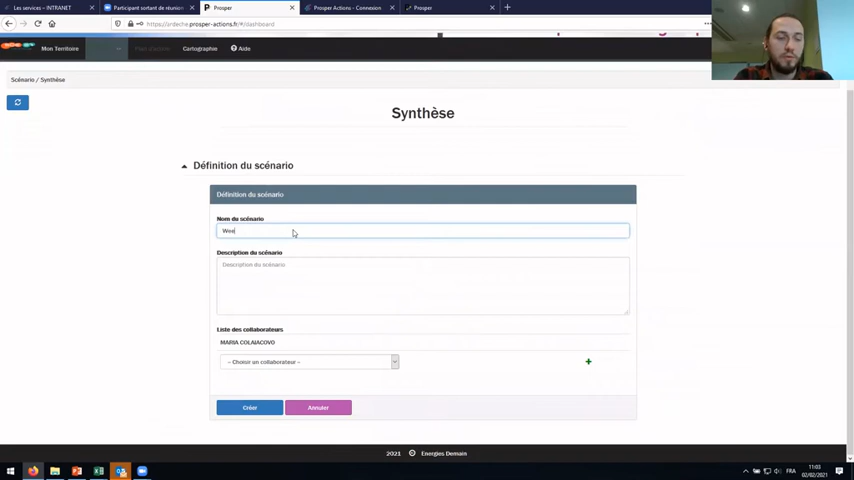 Les services – INTRANET
Participant sortant de réunion
Prosper
Prosper Actions - Connexion
Prosper
https://ardeche.prosper-actions.fr/#/dashboard
Mon Territoire
Plan d'action
Cartographie
Aide
Scénario / Synthèse
Synthèse
Définition du scénario
Définition du scénario
Nom du scénario
Wee
Description du scénario
Description du scénario
Liste des collaborateurs
MARIA COLAIACOVO
– Choisir un collaborateur –
Créer
Annuler
2021
Energies Demain
FRA
11:03
02/02/2021